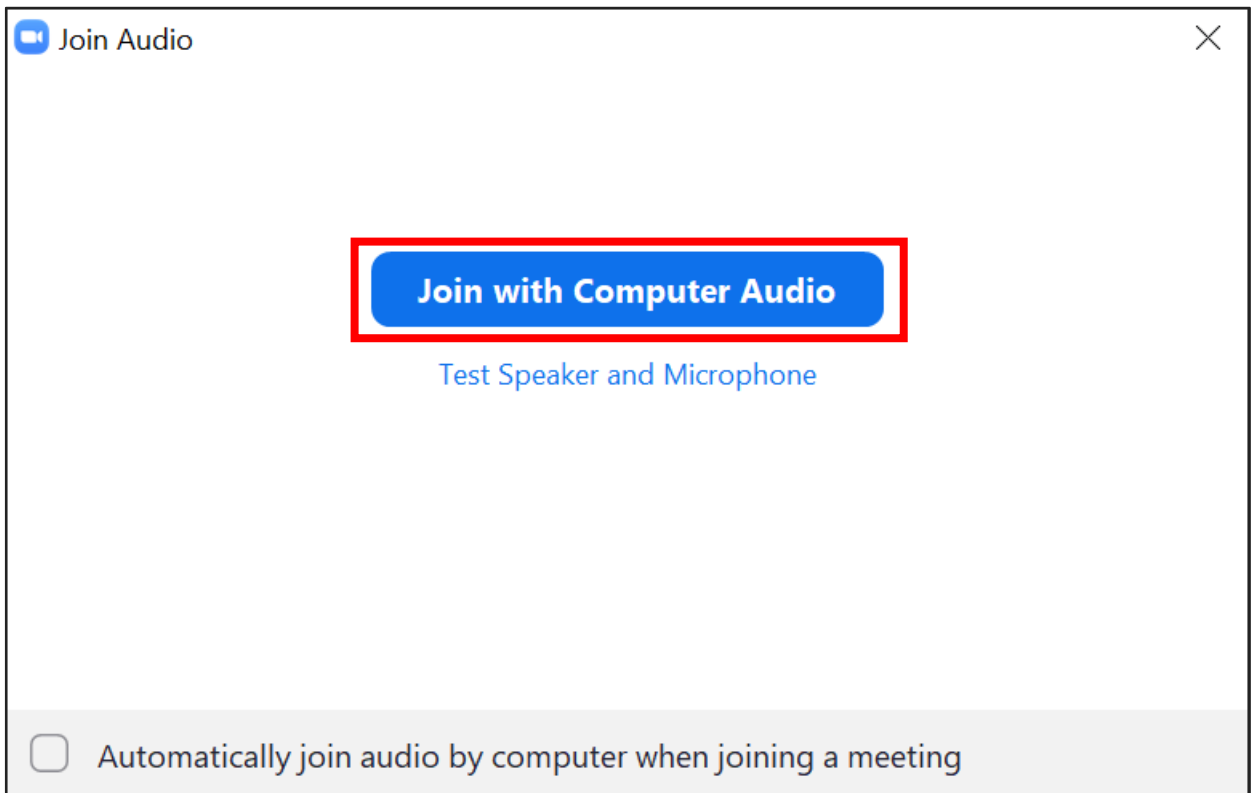 Join Audio
Join with Computer Audio
Test Speaker and Microphone
Automatically join audio by computer when joining a meeting